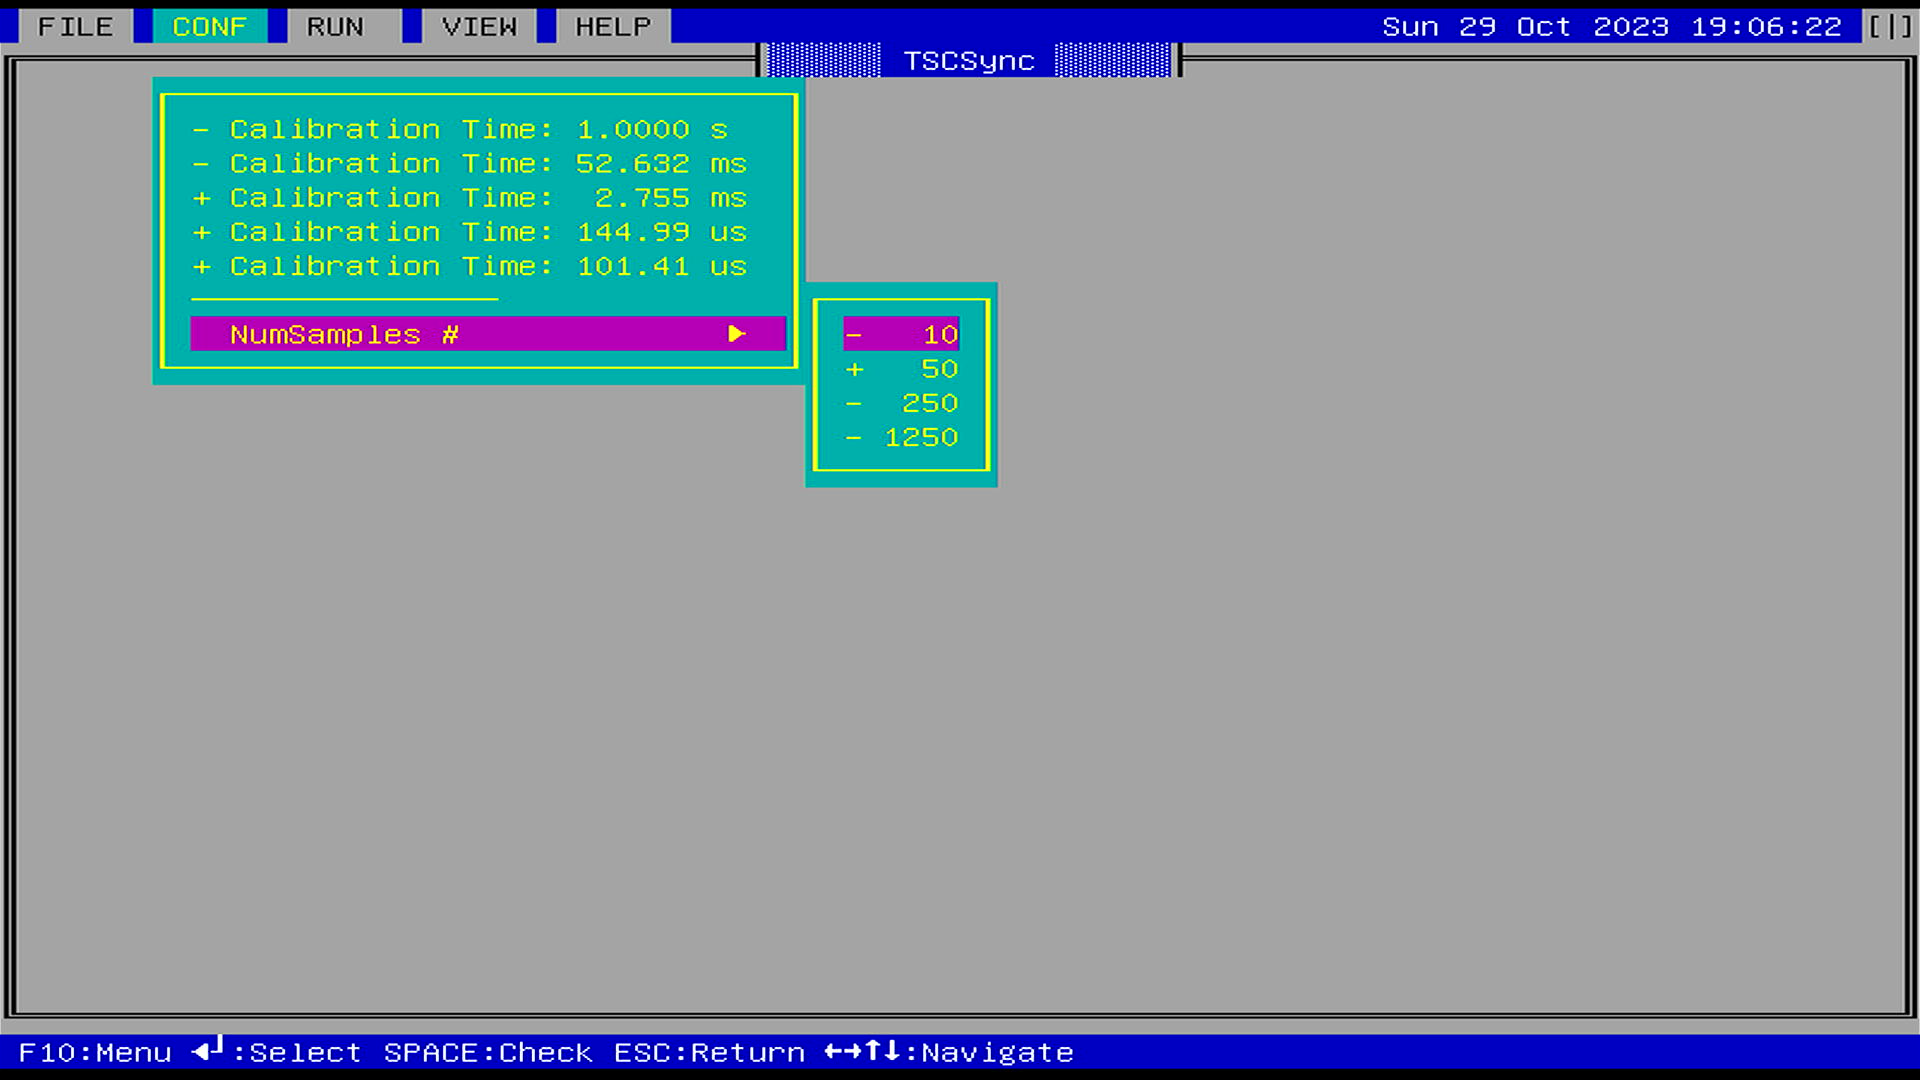 FILE CONF RUN VIEW HELP Sun 29 Oct 2023 19:06:22 [|]
TSCSync
- Calibration Time: 1.0000 s
- Calibration Time: 52.632 ms
+ Calibration Time: 2.755 ms
+ Calibration Time: 144.99 us
+ Calibration Time: 101.41 us
NumSamples # ►
- 10
+ 50
- 250
- 1250
F10:Menu ◄┘:Select SPACE:Check ESC:Return ←→↑↓:Navigate